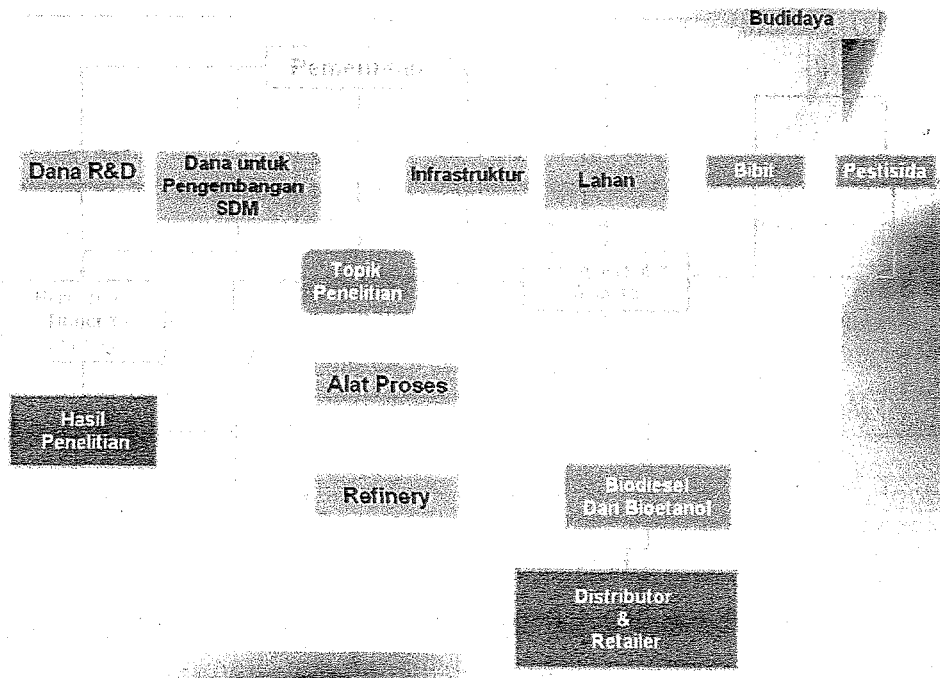 Budidaya
Dana R&D
Dana untuk
Pengembangan
SDM
Infrastruktur
Lahan
Bibit
Pestisida
Topik
Penelitian
Alat Proses
Hasil
Penelitian
Refinery
Biodiesel
Dan Bioetanol
Distributor
&
Retailer